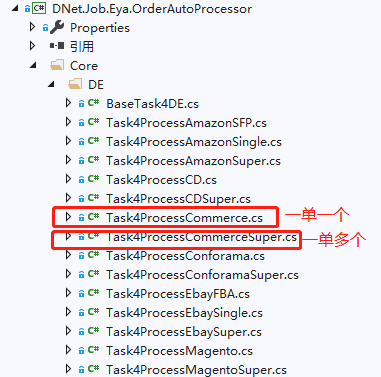 DNet.Job.Eya.OrderAutoProcessor
Properties
引用
Core
DE
BaseTask4DE.cs
Task4ProcessAmazonSFP.cs
Task4ProcessAmazonSingle.cs
Task4ProcessAmazonSuper.cs
Task4ProcessCD.cs
Task4ProcessCDSuper.cs
Task4ProcessCommerce.cs 一单一个
Task4ProcessCommerceSuper.cs 一单多个
Task4ProcessConforama.cs
Task4ProcessConforamaSuper.cs
Task4ProcessEbayFBA.cs
Task4ProcessEbaySingle.cs
Task4ProcessEbaySuper.cs
Task4ProcessMagento.cs
Task4ProcessMagentoSuper.cs